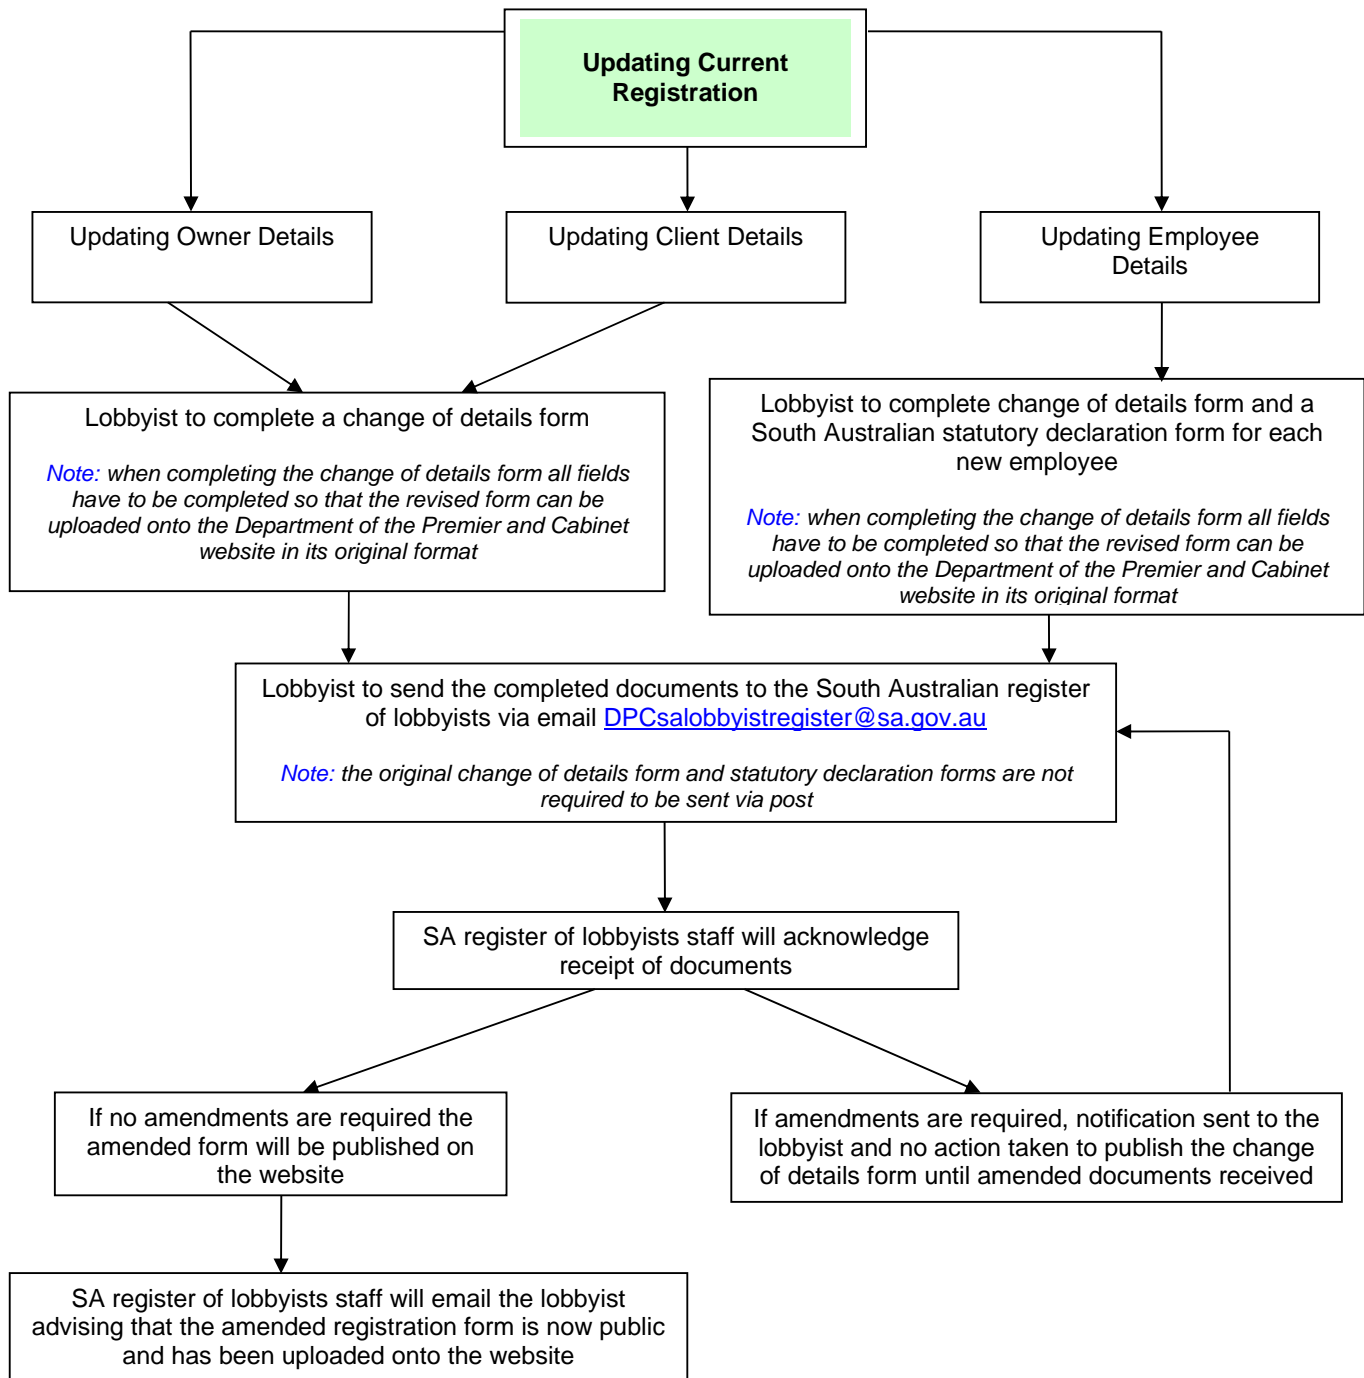 Updating Current
Registration
Updating Owner Details
Updating Client Details
Updating Employee
Details
Lobbyist to complete a change of details form
Note: when completing the change of details form all fields
have to be completed so that the revised form can be
uploaded onto the Department of the Premier and Cabinet
website in its original format
Lobbyist to complete change of details form and a
South Australian statutory declaration form for each
new employee
Note: when completing the change of details form all fields
have to be completed so that the revised form can be
uploaded onto the Department of the Premier and Cabinet
website in its original format
Lobbyist to send the completed documents to the South Australian register
of lobbyists via email DPCsalobbyistregister@sa.gov.au
Note: the original change of details form and statutory declaration forms are not
required to be sent via post
SA register of lobbyists staff will acknowledge
receipt of documents
If no amendments are required the
amended form will be published on
the website
If amendments are required, notification sent to the
lobbyist and no action taken to publish the change
of details form until amended documents received
SA register of lobbyists staff will email the lobbyist
advising that the amended registration form is now public
and has been uploaded onto the website